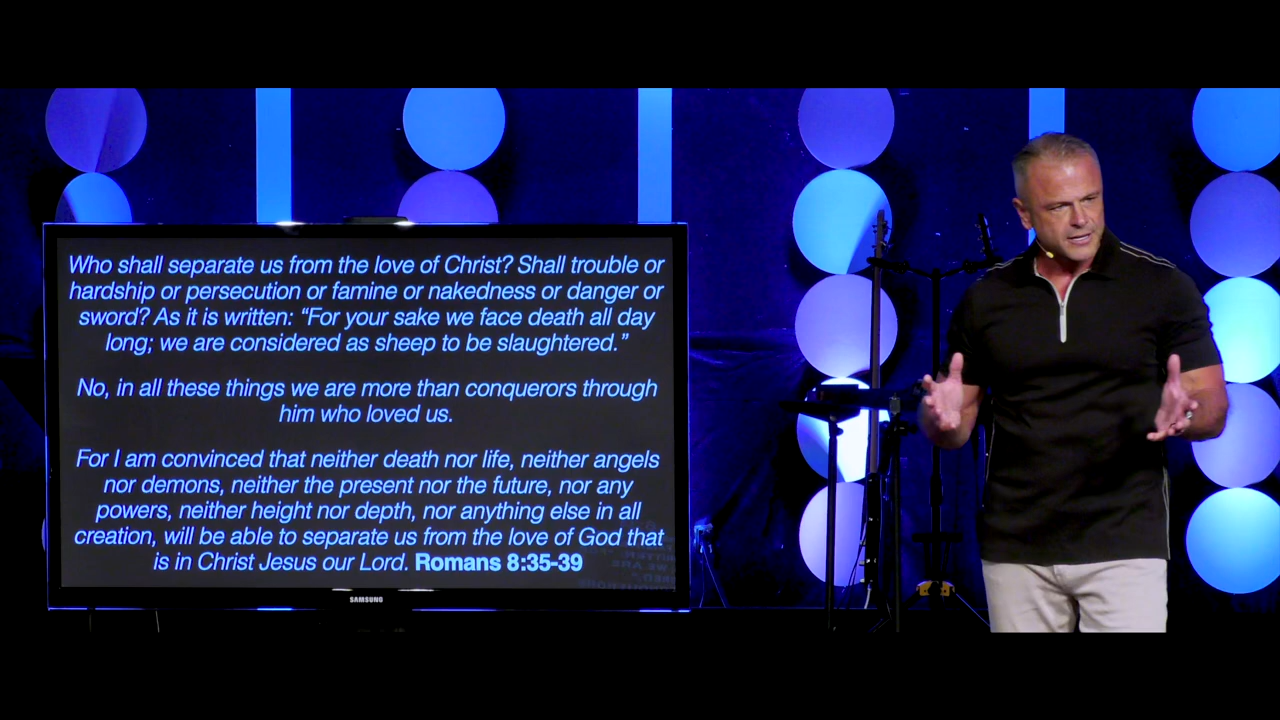 Who shall separate us from the love of Christ? Shall trouble or
hardship or persecution or famine or nakedness or danger or
sword? As it is written: “For your sake we face death all day
long; we are considered as sheep to be slaughtered.”
No, in all these things we are more than conquerors through
him who loved us.
For I am convinced that neither death nor life, neither angels
nor demons, neither the present nor the future, nor any
powers, neither height nor depth, nor anything else in all
creation, will be able to separate us from the love of God that
is in Christ Jesus our Lord. Romans 8:35-39
SAMSUNG